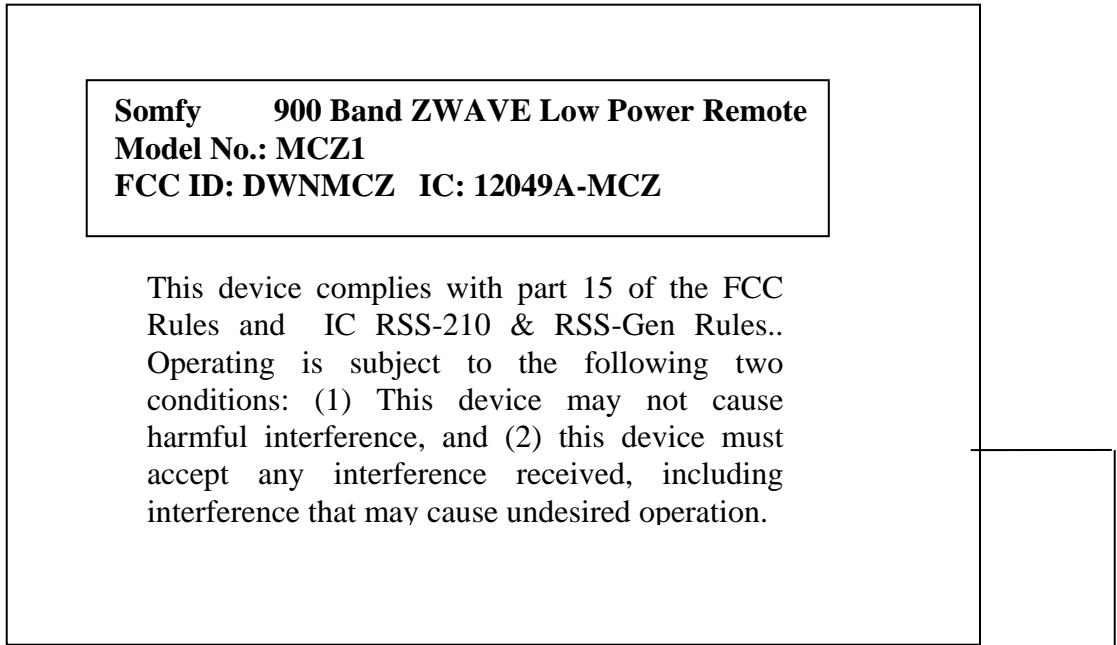 Somfy 900 Band ZWAVE Low Power Remote
Model No.: MCZ1
FCC ID: DWNMCZ IC: 12049A-MCZ
This device complies with part 15 of the FCC
Rules and IC RSS-210 & RSS-Gen Rules..
Operating is subject to the following two
conditions: (1) This device may not cause
harmful interference, and (2) this device must
accept any interference received, including
interference that may cause undesired operation.